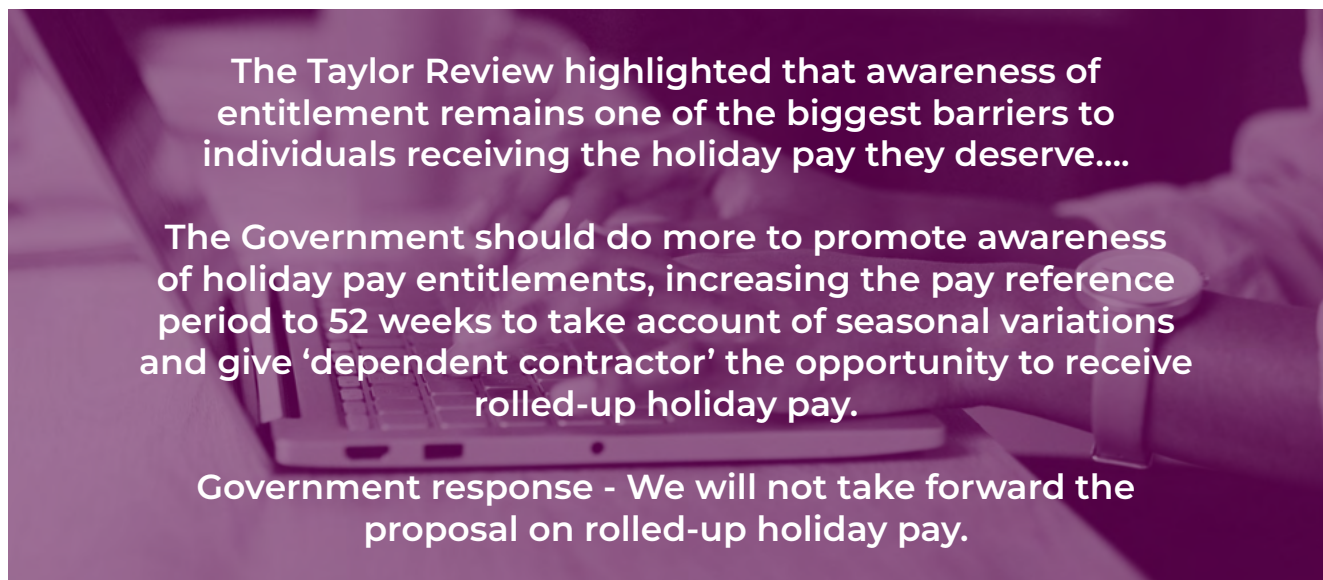 The Taylor Review highlighted that awareness of
entitlement remains one of the biggest barriers to
individuals receiving the holiday pay they deserve....
The Government should do more to promote awareness
of holiday pay entitlements, increasing the pay reference
period to 52 weeks to take account of seasonal variations
and give ‘dependent contractor’ the opportunity to receive
rolled-up holiday pay.
Government response - We will not take forward the
proposal on rolled-up holiday pay.